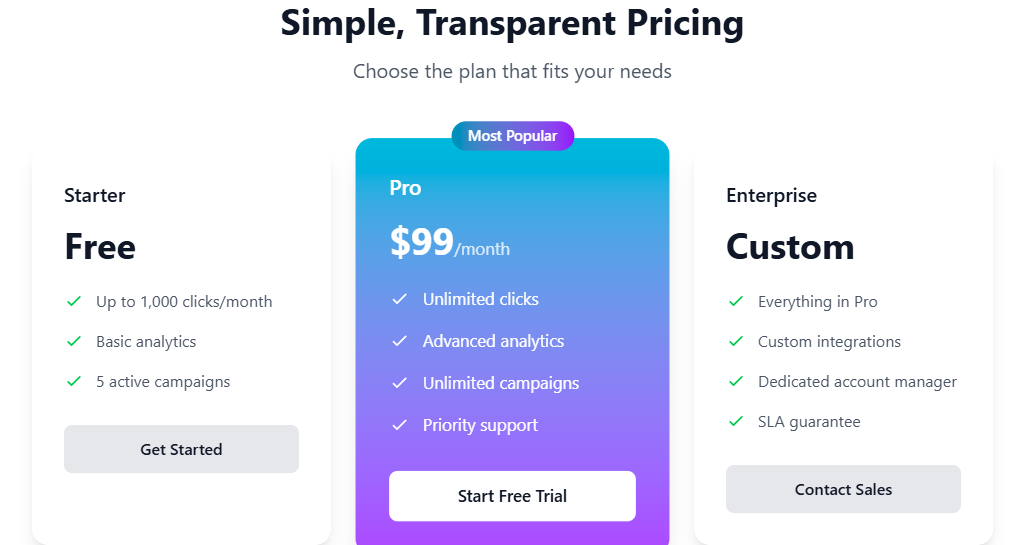 Simple, Transparent Pricing
Choose the plan that fits your needs
Starter
Free
Up to 1,000 clicks/month
Basic analytics
5 active campaigns
Get Started
Most Popular
Pro
$99/month
Unlimited clicks
Advanced analytics
Unlimited campaigns
Priority support
Start Free Trial
Enterprise
Custom
Everything in Pro
Custom integrations
Dedicated account manager
SLA guarantee
Contact Sales